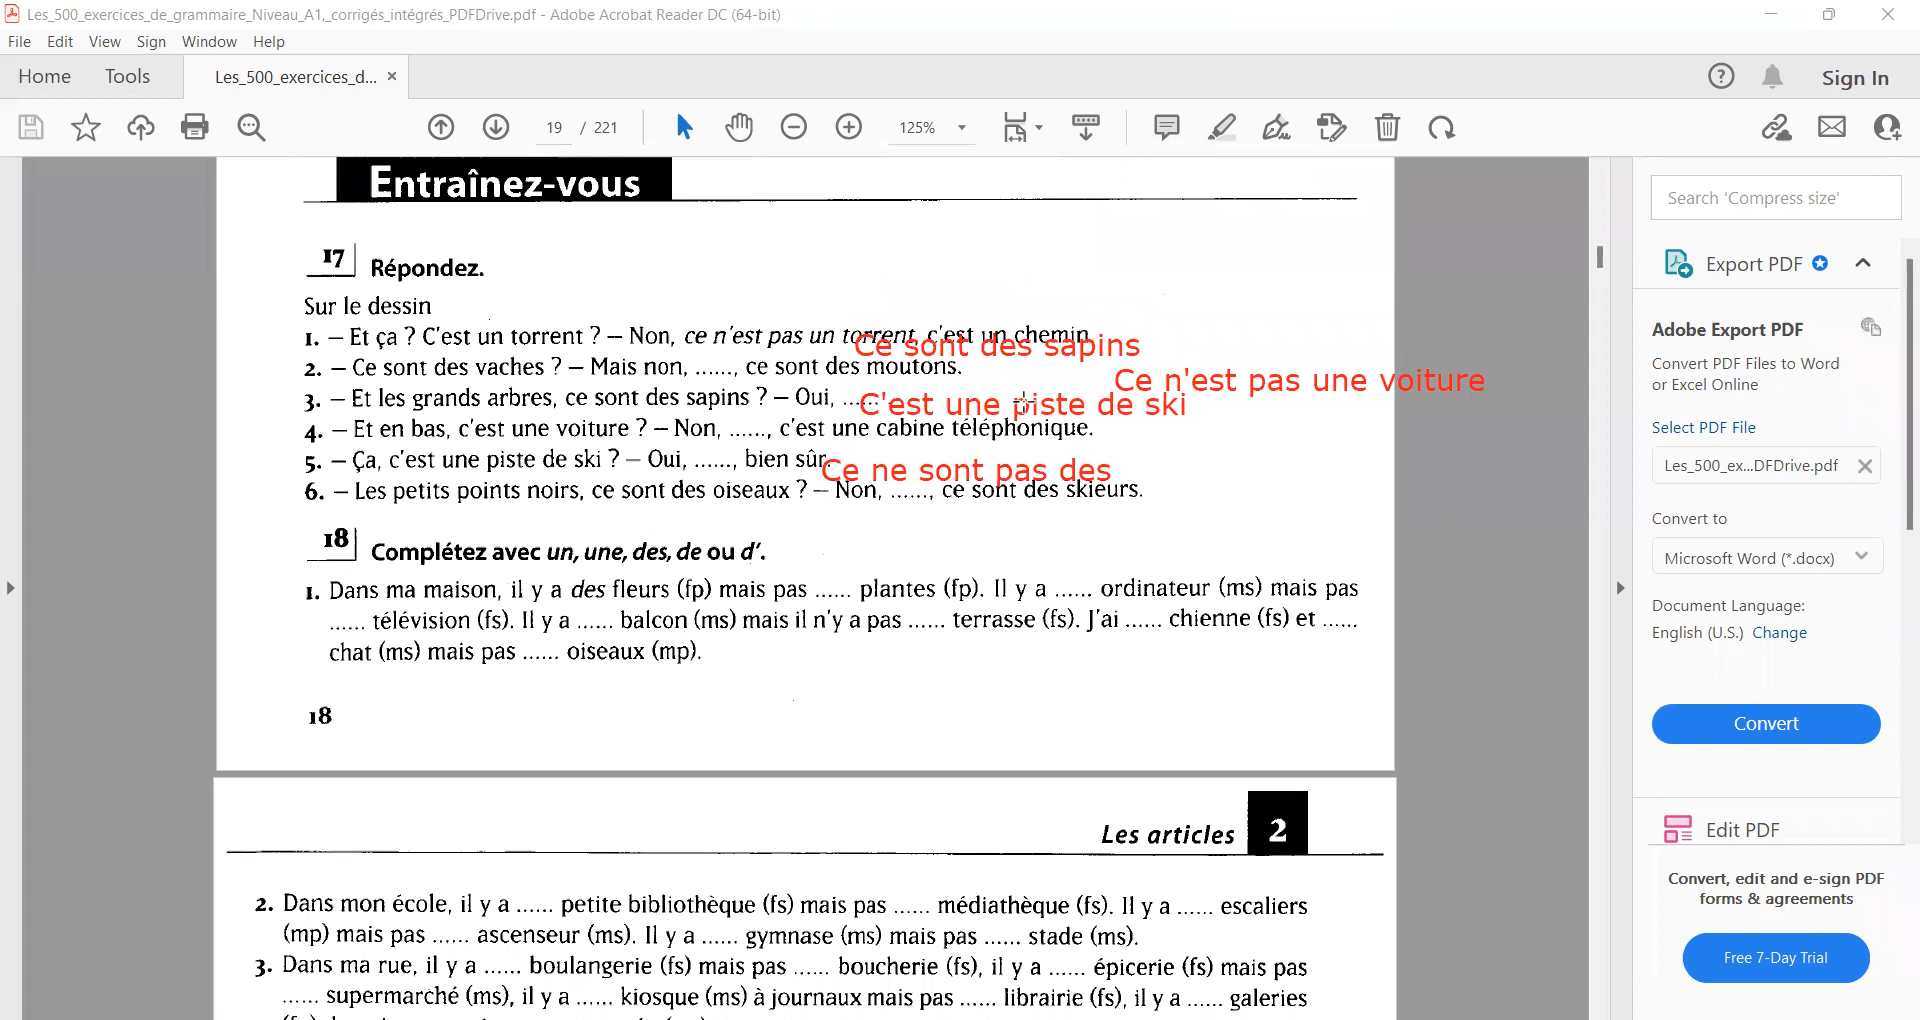 Les_500_exercices_de_grammaire_Niveau_A1,_corrigés_intégrés_PDFDrive.pdf - Adobe Acrobat Reader DC (64-bit)
File Edit View Sign Window Help
Home Tools Les_500_exercices_d... × Sign In
19 / 221 125%
Entraînez-vous
17 Répondez.
Sur le dessin
1. – Et ça ? C'est un torrent ? – Non, ce n'est pas un torrent, c'est un chemin.
Ce sont des sapins
2. – Ce sont des vaches ? – Mais non, ......, ce sont des moutons.
Ce n'est pas une voiture
3. – Et les grands arbres, ce sont des sapins ? – Oui, ......
C'est une piste de ski
4. – Et en bas, c'est une voiture ? – Non, ......, c'est une cabine téléphonique.
5. – Ça, c'est une piste de ski ? – Oui, ......, bien sûr.
Ce ne sont pas des
6. – Les petits points noirs, ce sont des oiseaux ? – Non, ......, ce sont des skieurs.
18 Complétez avec un, une, des, de ou d'.
1. Dans ma maison, il y a des fleurs (fp) mais pas ...... plantes (fp). Il y a ...... ordinateur (ms) mais pas
...... télévision (fs). Il y a ...... balcon (ms) mais il n'y a pas ...... terrasse (fs). J'ai ...... chienne (fs) et ......
chat (ms) mais pas ...... oiseaux (mp).
18
Les articles 2
2. Dans mon école, il y a ...... petite bibliothèque (fs) mais pas ...... médiathèque (fs). Il y a ...... escaliers
(mp) mais pas ...... ascenseur (ms). Il y a ...... gymnase (ms) mais pas ...... stade (ms).
3. Dans ma rue, il y a ...... boulangerie (fs) mais pas ...... boucherie (fs), il y a ...... épicerie (fs) mais pas
...... supermarché (ms), il y a ...... kiosque (ms) à journaux mais pas ...... librairie (fs), il y a ...... galeries
Search 'Compress size'
Export PDF
Adobe Export PDF
Convert PDF Files to Word
or Excel Online
Select PDF File
Les_500_ex...DFDrive.pdf
Convert to
Microsoft Word (*.docx)
Document Language:
English (U.S.) Change
Convert
Edit PDF
Convert, edit and e-sign PDF
forms & agreements
Free 7-Day Trial